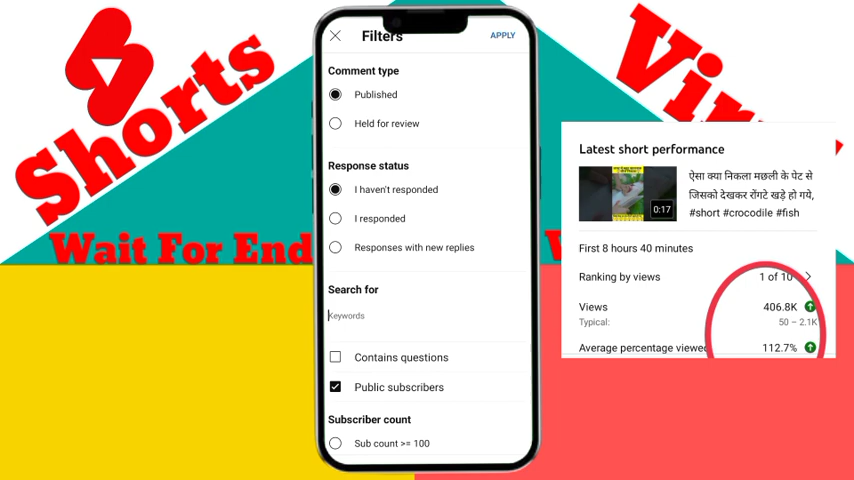 Shorts
Wait For End
Filters
APPLY
Comment type
Published
Held for review
Response status
I haven't responded
I responded
Responses with new replies
Search for
Keywords
Contains questions
Public subscribers
Subscriber count
Sub count >= 100
Latest short performance
0:17
ऐसा क्या निकला मछली के पेट से
जिसको देखकर रोंगटे खड़े हो गये,
#short #crocodile #fish
First 8 hours 40 minutes
Ranking by views
1 of 10
Views
406.8K
Typical:
50 – 2.1K
Average percentage viewed
112.7%